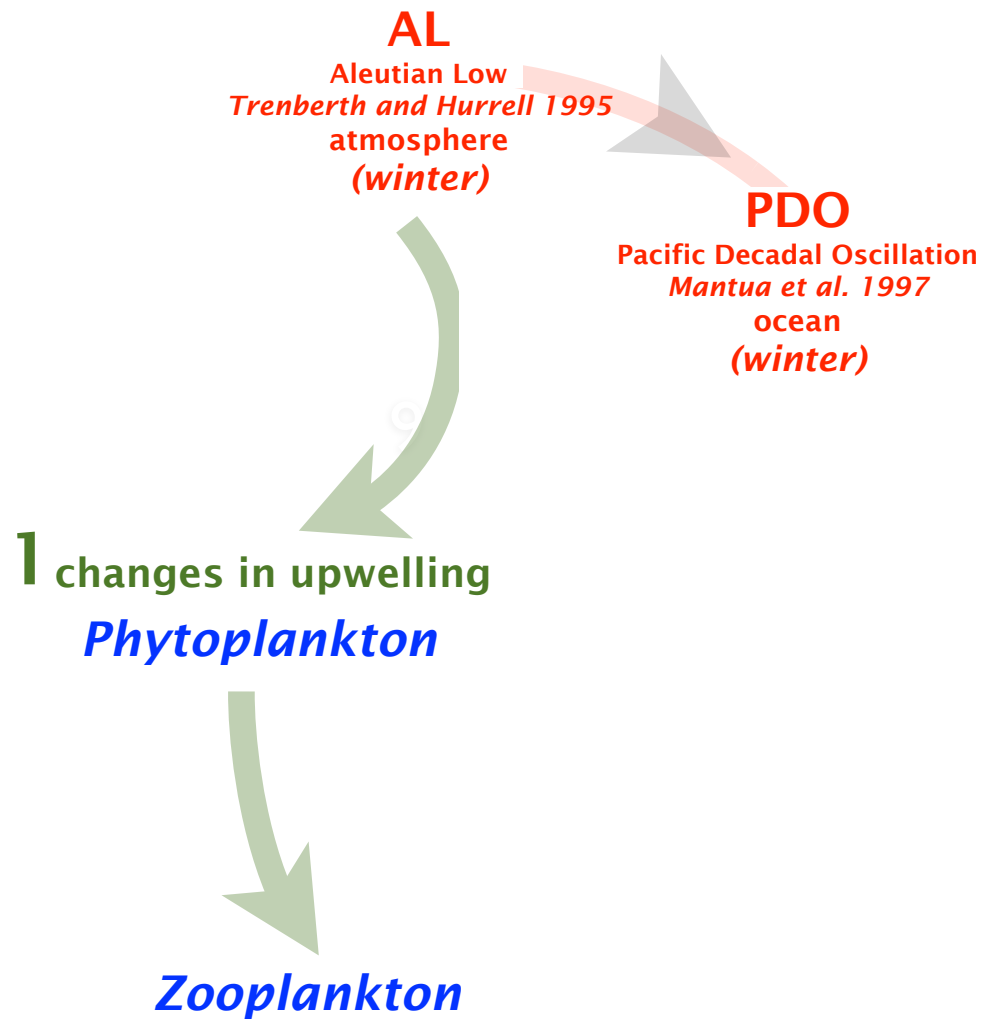 AL
Aleutian Low
Trenberth and Hurrell 1995
atmosphere
(winter)
PDO
Pacific Decadal Oscillation
Mantua et al. 1997
ocean
(winter)
9
1 changes in upwelling
Phytoplankton
Zooplankton